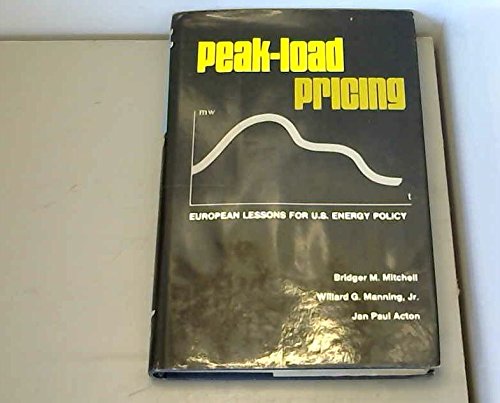 peak-load
pricing
mw
t
EUROPEAN LESSONS FOR U.S. ENERGY POLICY
Bridger M. Mitchell
Willard G. Manning, Jr.
Jan Paul Acton